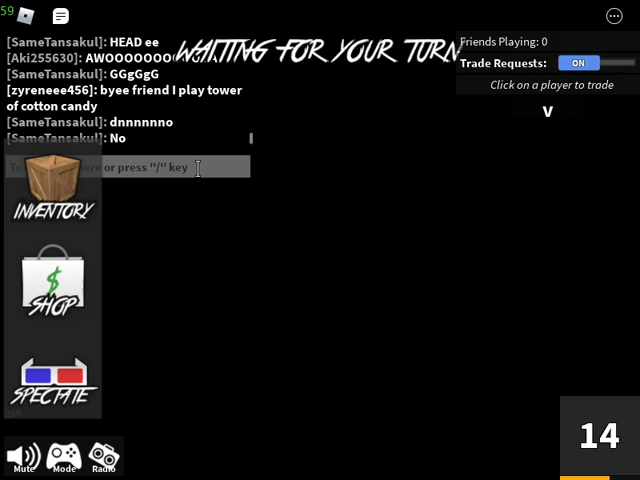 59
[SameTansakul]: HEAD ee
WAITING FOR YOUR TURN
Friends Playing: 0
[Aki255630]: AWOOOOOOO
Trade Requests: ON
[SameTansakul]: GGgGgG
Click on a player to trade
[zyreneee456]: byee friend I play tower
of cotton candy
V
[SameTansakul]: dnnnnnno
[SameTansakul]: No
To here or press "/" key
INVENTORY
$
SHOP
SPECTATE
14
Mute
Mode
Radio